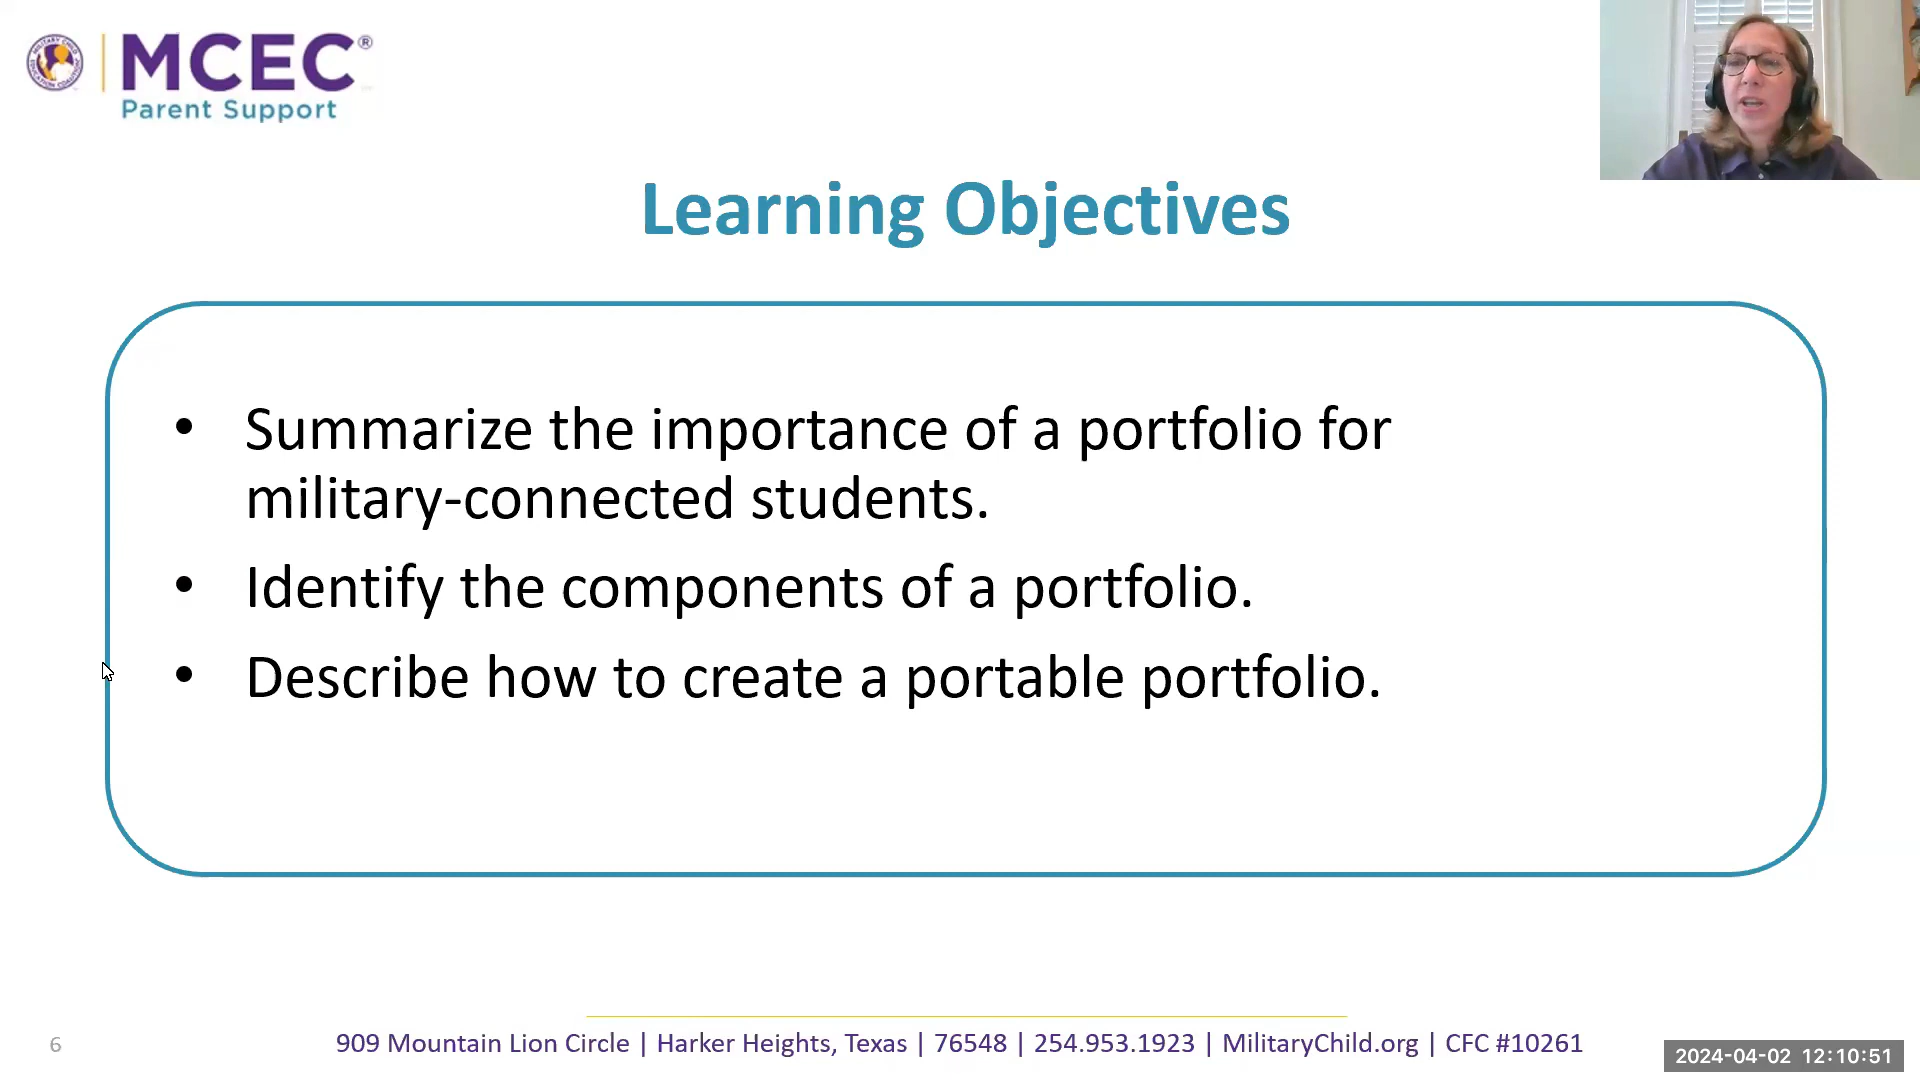 MCEC®
Parent Support
Learning Objectives
• Summarize the importance of a portfolio for
military-connected students.
• Identify the components of a portfolio.
• Describe how to create a portable portfolio.
6
909 Mountain Lion Circle | Harker Heights, Texas | 76548 | 254.953.1923 | MilitaryChild.org | CFC #10261
2024-04-02 12:10:51